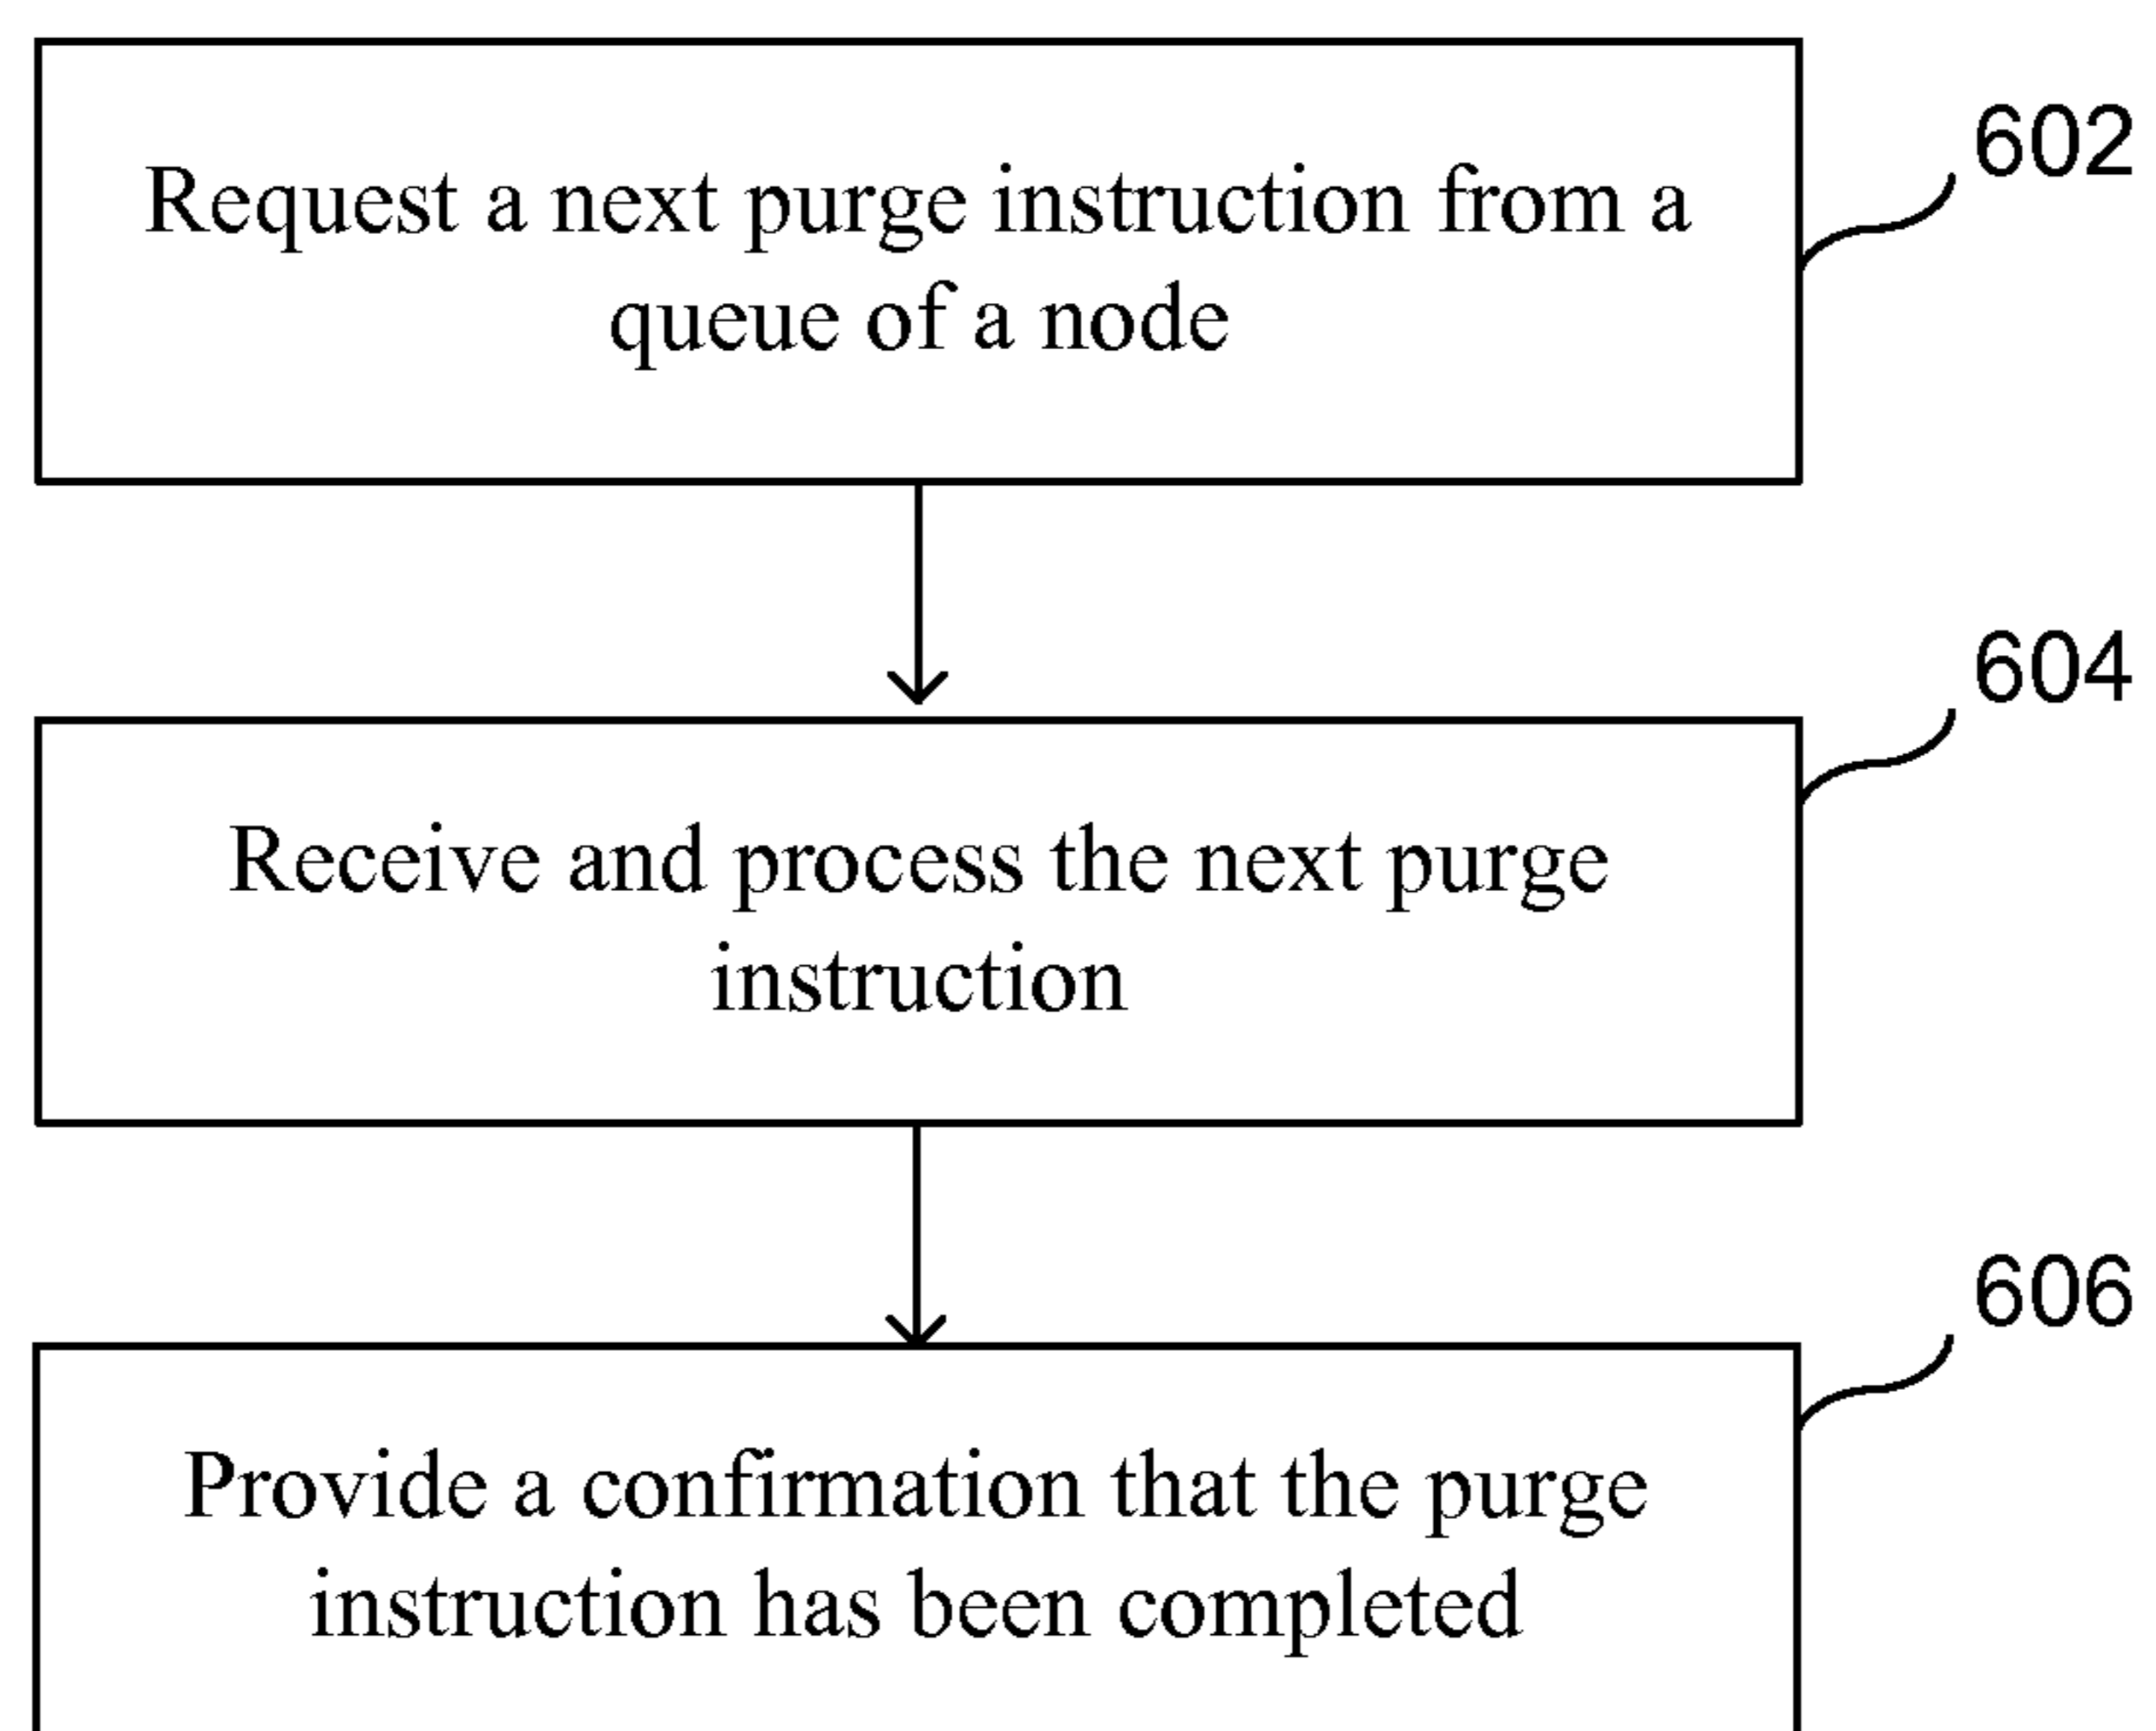 602
Request a next purge instruction from a
queue of a node
604
Receive and process the next purge
instruction
606
Provide a confirmation that the purge
instruction has been completed